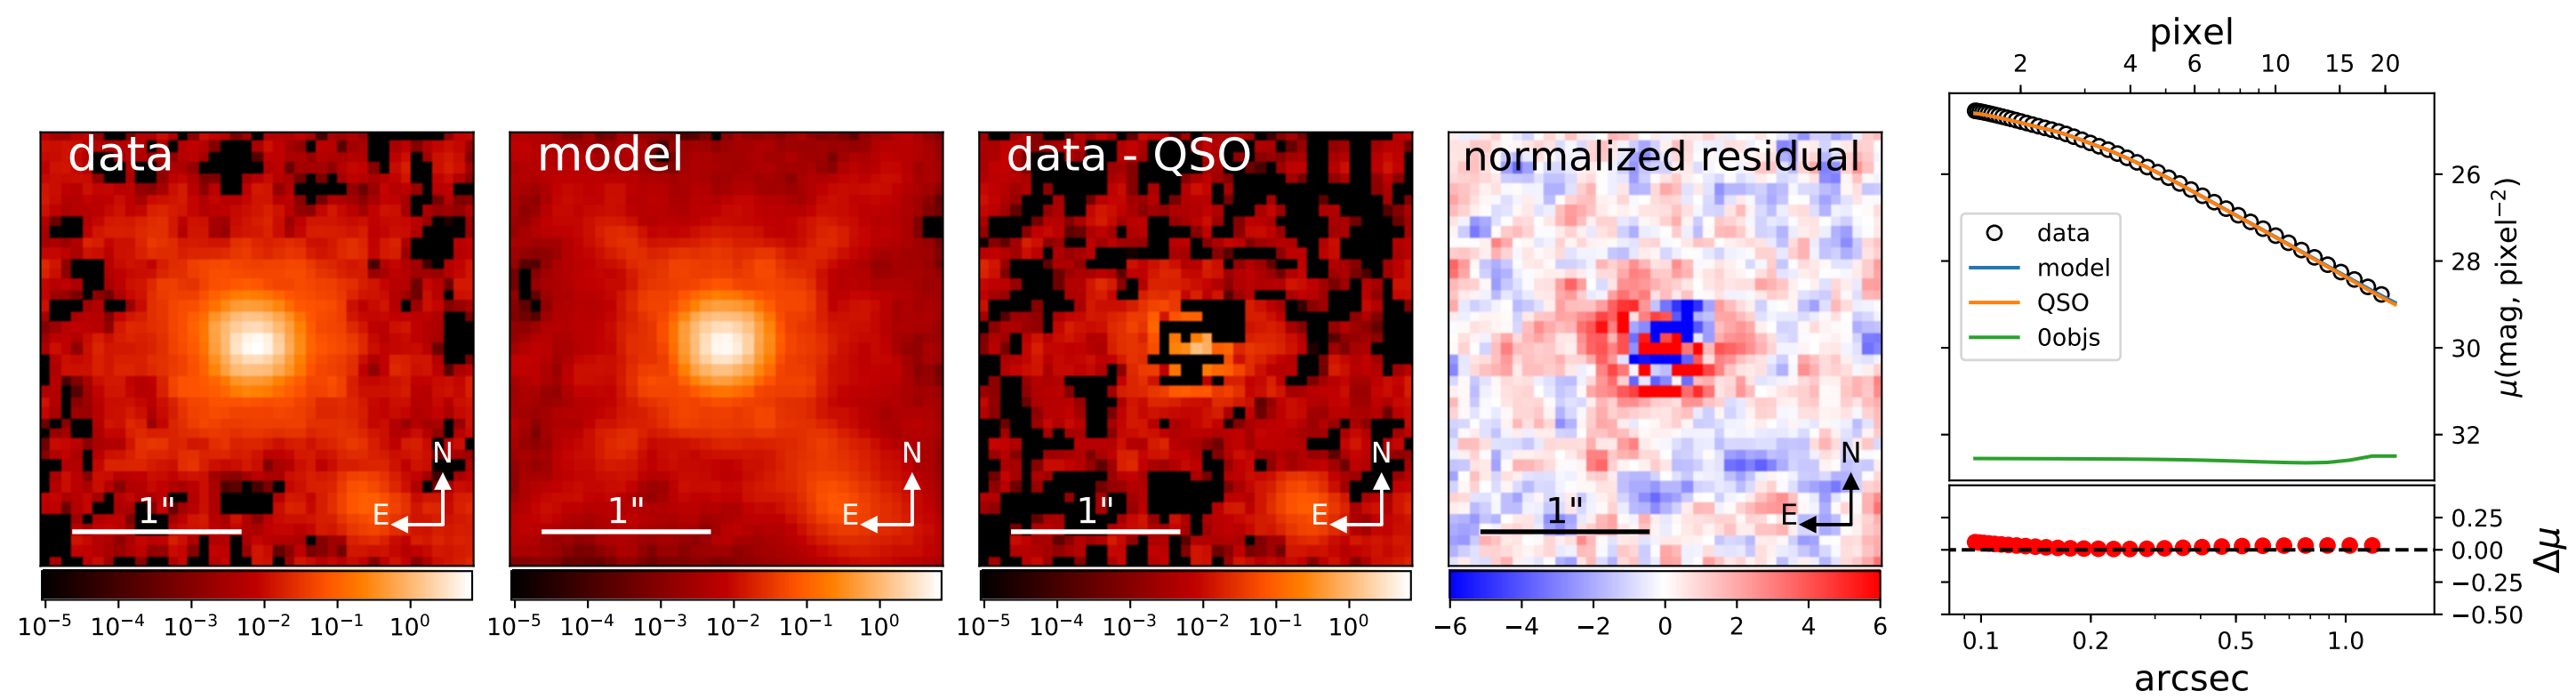 data
N
E
1"
10⁻⁵ 10⁻⁴ 10⁻³ 10⁻² 10⁻¹ 10⁰
model
N
E
1"
10⁻⁵ 10⁻⁴ 10⁻³ 10⁻² 10⁻¹ 10⁰
data - QSO
N
E
1"
10⁻⁵ 10⁻⁴ 10⁻³ 10⁻² 10⁻¹ 10⁰
normalized residual
N
E
1"
−6 −4 −2 0 2 4 6
pixel
2 4 6 10 15 20
data
model
QSO
0objs
26
28
30
32
μ(mag, pixel⁻²)
0.25
0.00
−0.25
−0.50
Δμ
0.1 0.2 0.5 1.0
arcsec